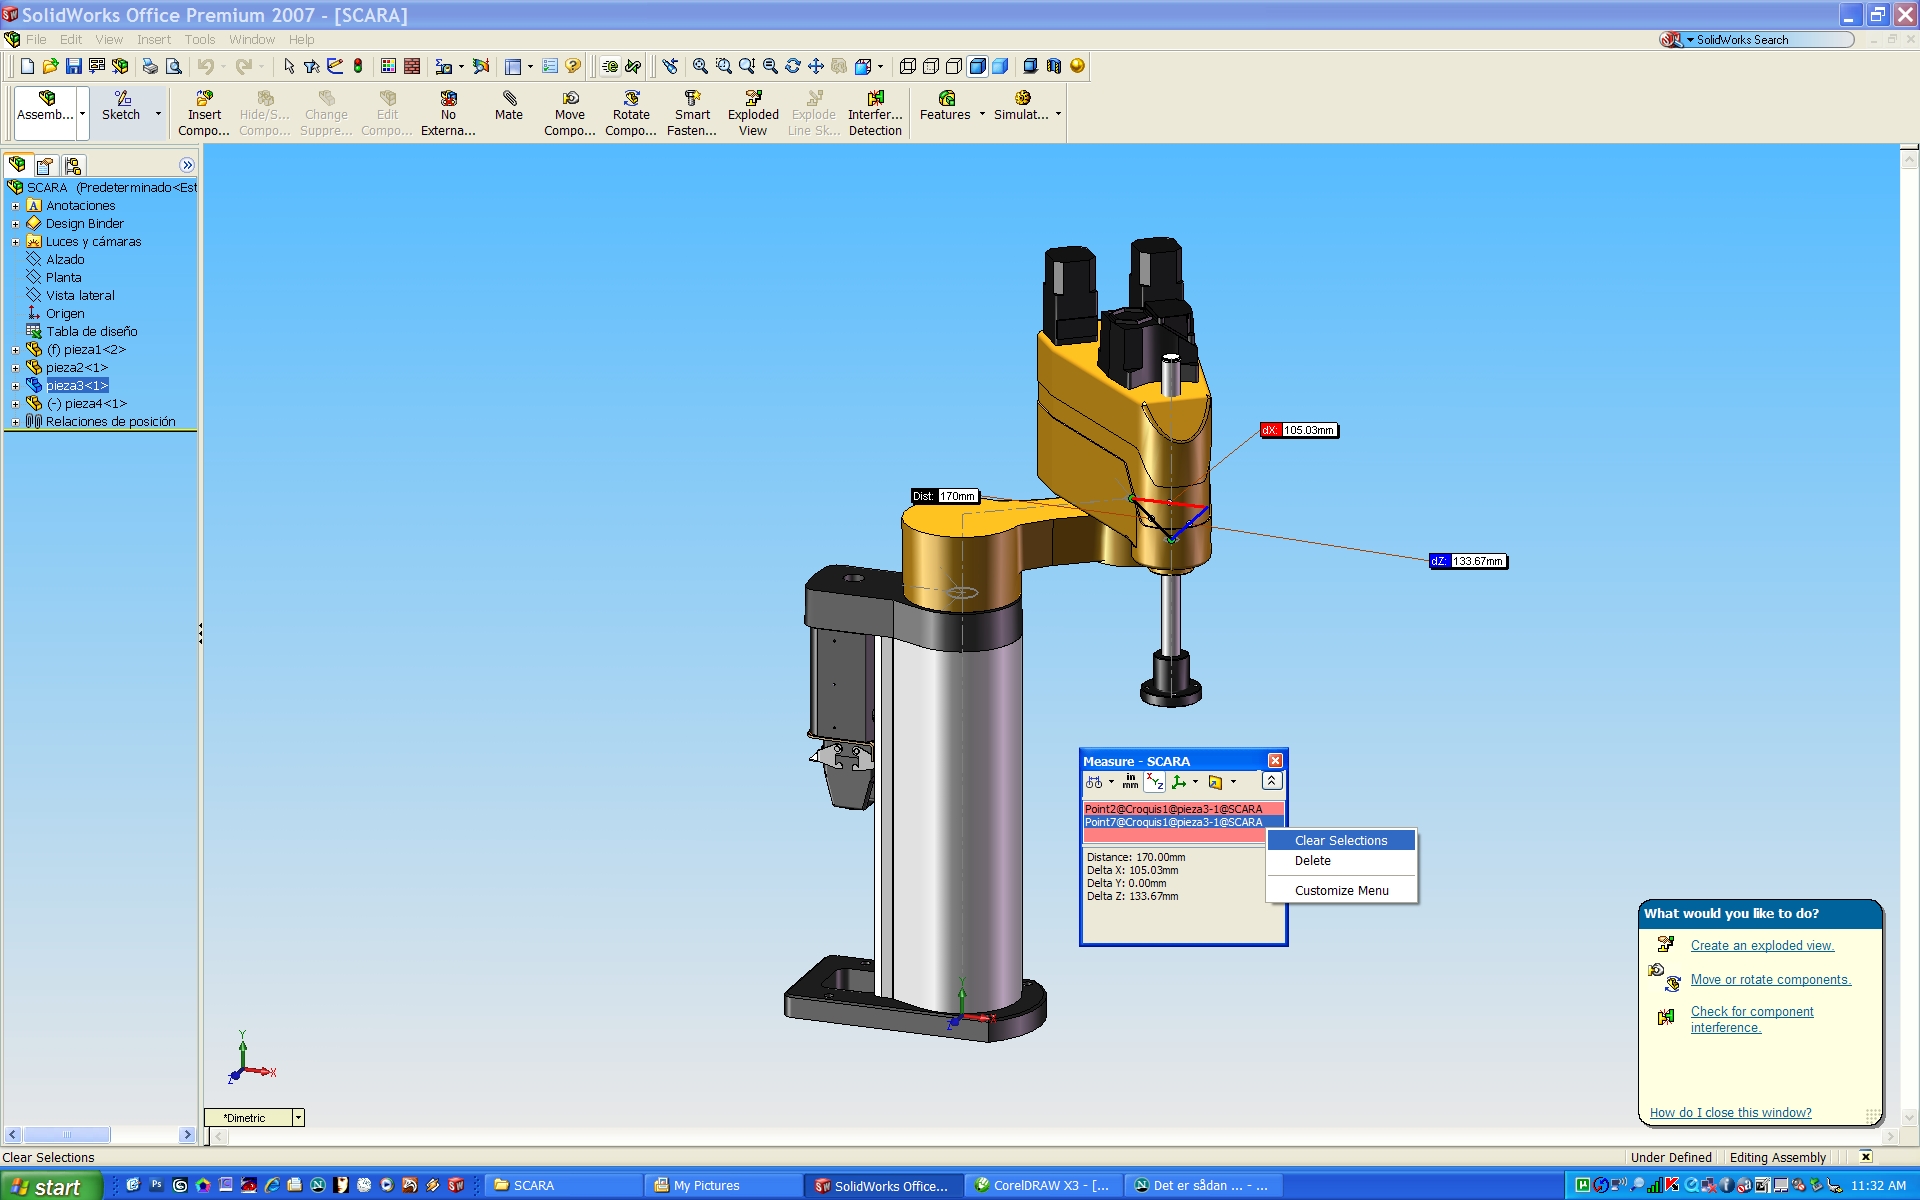 SolidWorks Office Premium 2007 - [SCARA]
File Edit View Insert Tools Window Help
SolidWorks Search
Assemb...
Sketch
Insert Compo...
Hide/S... Compo...
Change Suppre...
Edit Compo...
No Externa...
Mate
Move Compo...
Rotate Compo...
Smart Fasten...
Exploded View
Explode Line Sk...
Interfer... Detection
Features
Simulat...
SCARA (Predeterminado<Est
Anotaciones
Design Binder
Luces y cámaras
Alzado
Planta
Vista lateral
Origen
Tabla de diseño
(f) pieza1<2>
pieza2<1>
pieza3<1>
(-) pieza4<1>
Relaciones de posición
dX: 105.03mm
Dist: 170mm
dZ: 133.67mm
Measure - SCARA
in
mm
Point2@Croquis1@pieza3-1@SCARA
Point7@Croquis1@pieza3-1@SCARA
Distance: 170.00mm
Delta X: 105.03mm
Delta Y: 0.00mm
Delta Z: 133.67mm
Clear Selections
Delete
Customize Menu
What would you like to do?
Create an exploded view.
Move or rotate components.
Check for component
interference.
How do I close this window?
Y
X
Z
Y
X
Z
*Dimetric
Clear Selections
Under Defined
Editing Assembly
start
SCARA
My Pictures
SolidWorks Office...
CorelDRAW X3 - [...
Det er sådan ... - ...
11:32 AM